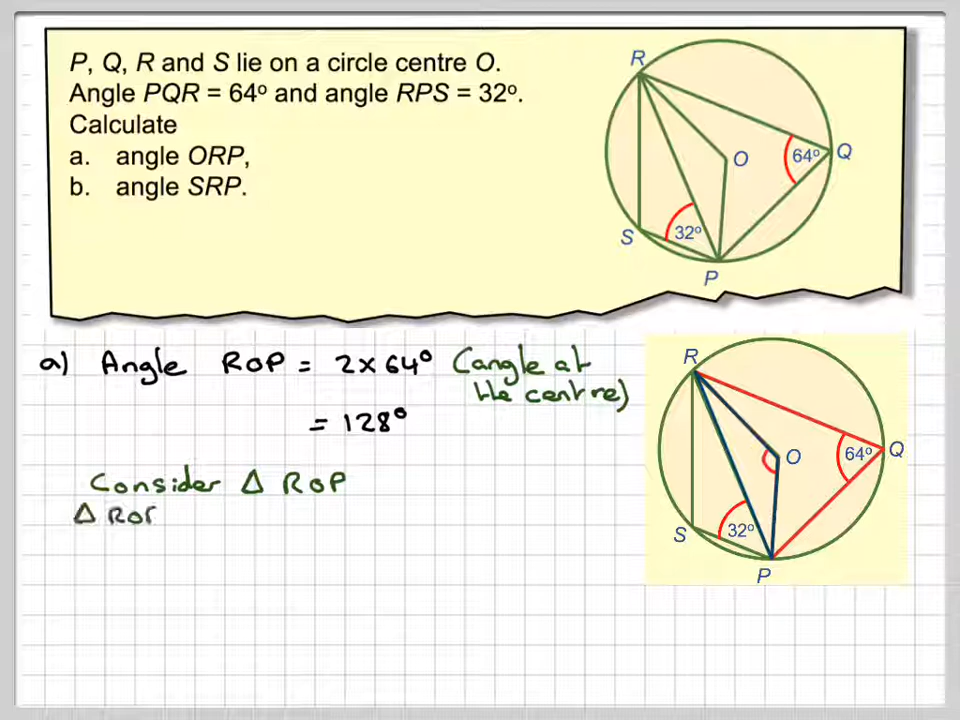 P, Q, R and S lie on a circle centre O.
Angle PQR = 64° and angle RPS = 32°.
Calculate
a. angle ORP,
b. angle SRP.
R
O
64°
Q
S
32°
P
a) Angle ROP = 2 x 64° (angle at
the centre)
= 128°
Consider Δ ROP
Δ ROP
R
O
64°
Q
S
32°
P